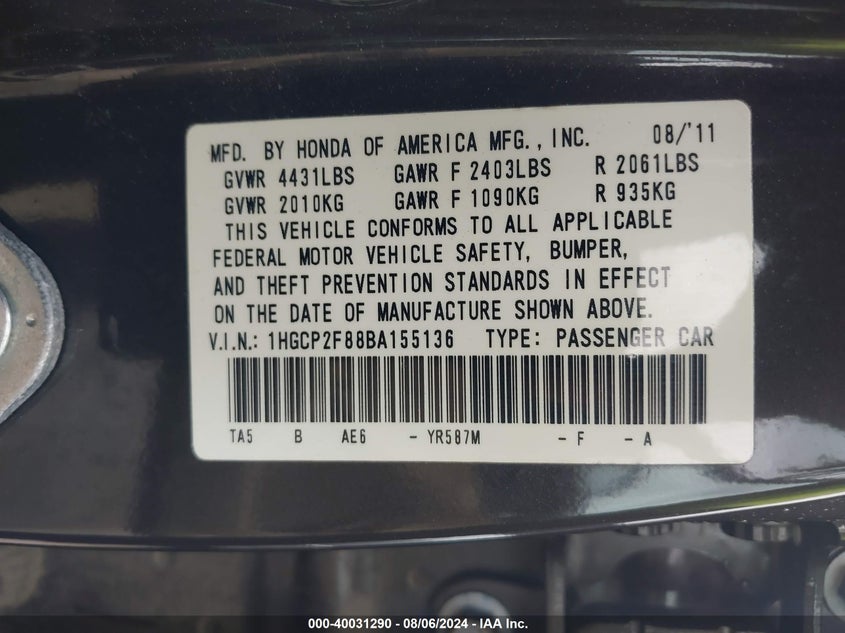 MFD. BY HONDA OF AMERICA MFG., INC. 08/'11
GVWR 4431LBS GAWR F 2403LBS R 2061LBS
GVWR 2010KG GAWR F 1090KG R 935KG
THIS VEHICLE CONFORMS TO ALL APPLICABLE
FEDERAL MOTOR VEHICLE SAFETY, BUMPER,
AND THEFT PREVENTION STANDARDS IN EFFECT
ON THE DATE OF MANUFACTURE SHOWN ABOVE.
V.I.N.: 1HGCP2F88BA155136 TYPE: PASSENGER CAR
TA5 B AE6 - YR587M - F - A
000-40031290 - 08/06/2024 - IAA Inc.